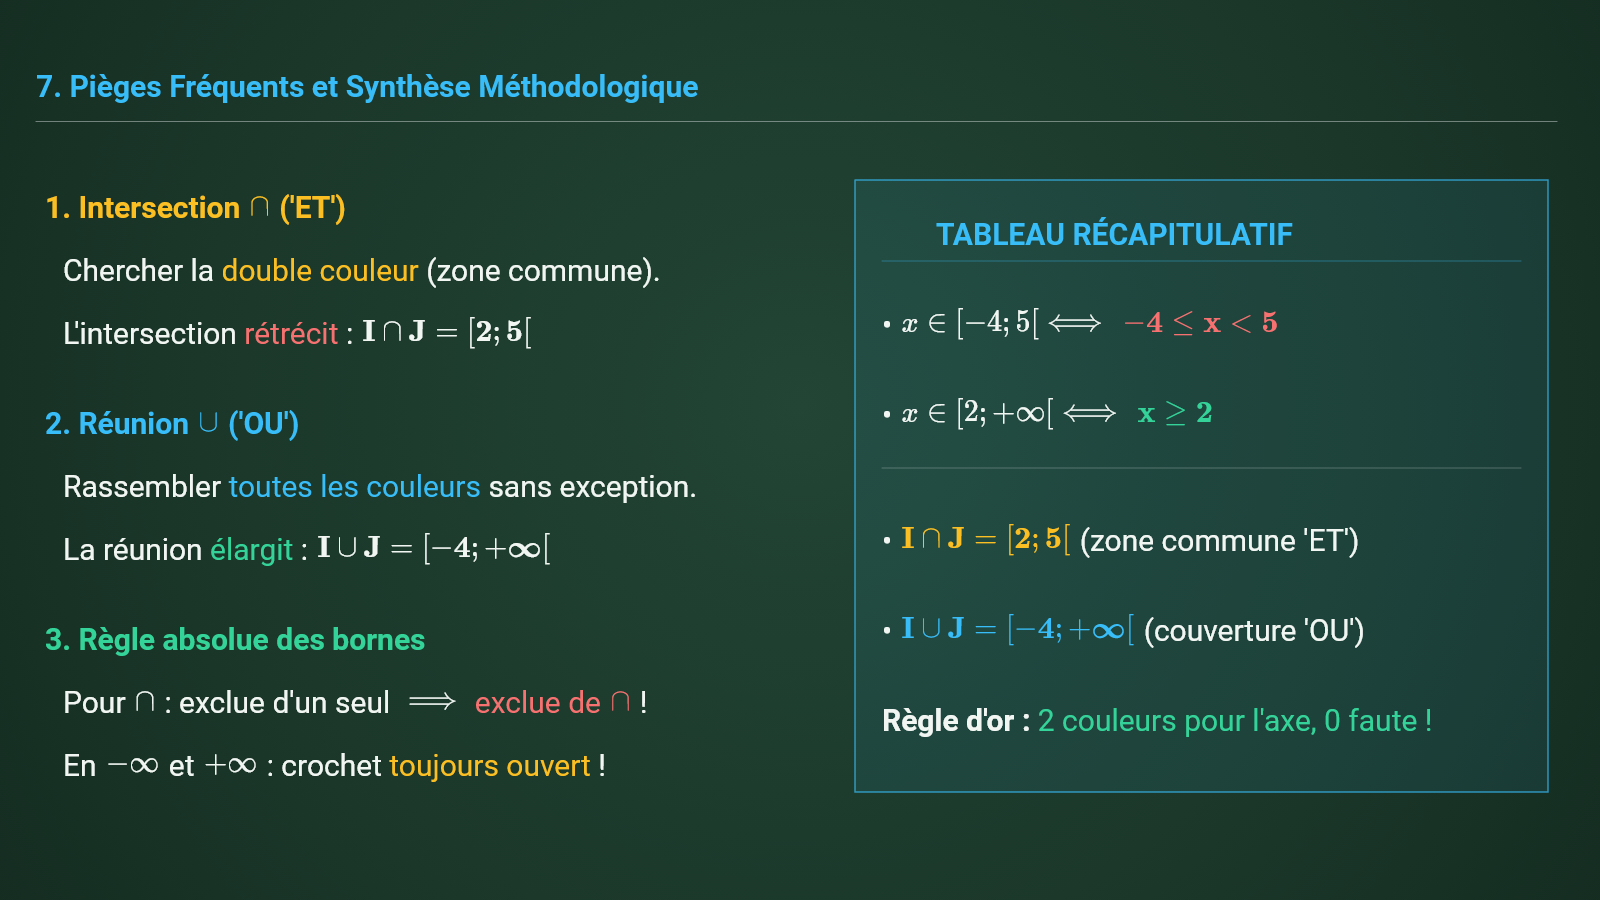 7. Pièges Fréquents et Synthèse Méthodologique
1. Intersection ∩ ('ET')
Chercher la double couleur (zone commune).
L'intersection rétrécit : I ∩ J = [2; 5[
2. Réunion ∪ ('OU')
Rassembler toutes les couleurs sans exception.
La réunion élargit : I ∪ J = [−4; +∞[
3. Règle absolue des bornes
Pour ∩ : exclue d'un seul ⟹ exclue de ∩ !
En −∞ et +∞ : crochet toujours ouvert !
TABLEAU RÉCAPITULATIF
• x ∈ [−4; 5[ ⟺ −4 ≤ x < 5
• x ∈ [2; +∞[ ⟺ x ≥ 2
• I ∩ J = [2; 5[ (zone commune 'ET')
• I ∪ J = [−4; +∞[ (couverture 'OU')
Règle d'or : 2 couleurs pour l'axe, 0 faute !